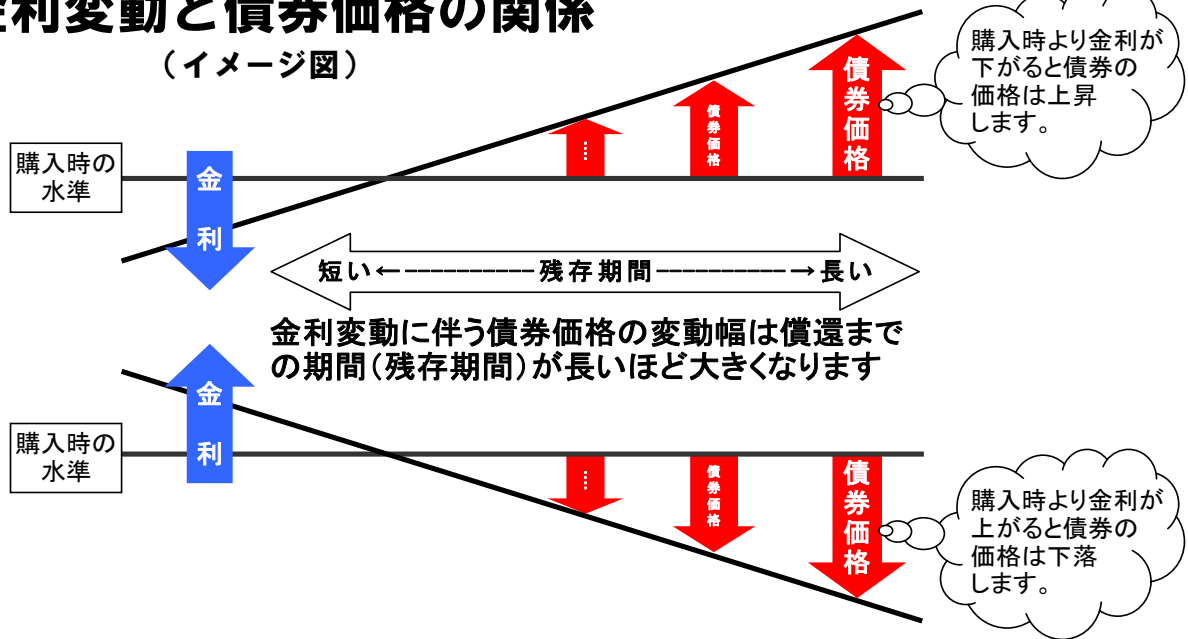 金利変動と債券価格の関係
（イメージ図）
購入時より金利が
下がると債券の
価格は上昇
します。
債券価格
債券価格
…
購入時の
水準
金利
短い←----------残存期間----------→長い
金利変動に伴う債券価格の変動幅は償還まで
の期間（残存期間）が長いほど大きくなります
金利
購入時の
水準
…
債券価格
債券価格
購入時より金利が
上がると債券の
価格は下落
します。